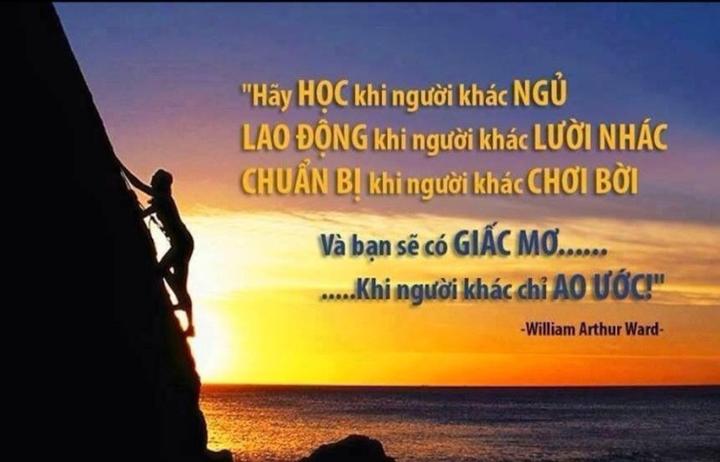 "Hãy HỌC khi người khác NGỦ
LAO ĐỘNG khi người khác LƯỜI NHÁC
CHUẨN BỊ khi người khác CHƠI BỜI
Và bạn sẽ có GIẤC MƠ......
.....Khi người khác chỉ AO ƯỚC!"
-William Arthur Ward-